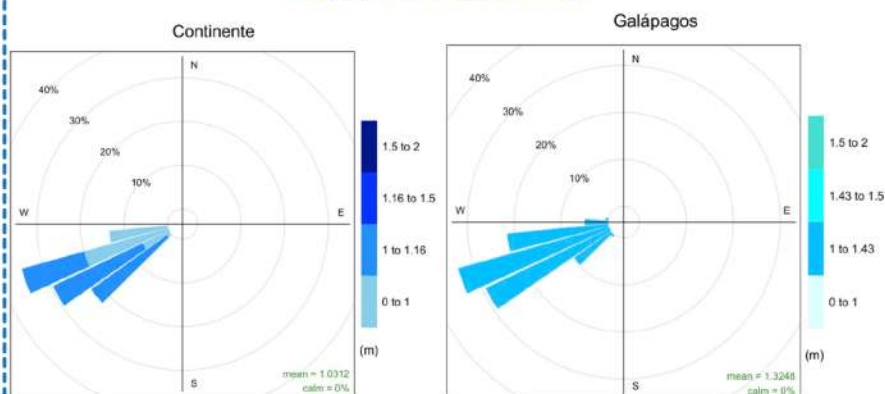 Continente
N
40%
30%
20%
10%
W
E
S
mean = 1.0312
calm = 0%
1.5 to 2
1.16 to 1.5
1 to 1.16
0 to 1
(m)
Galápagos
N
40%
30%
20%
10%
W
E
S
mean = 1.3248
calm = 0%
1.5 to 2
1.43 to 1.5
1 to 1.43
0 to 1
(m)